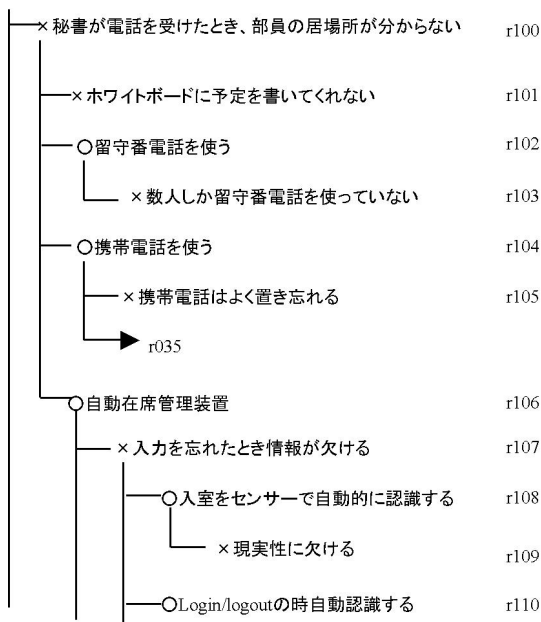 ×秘書が電話を受けたとき、部員の居場所が分からない r100
×ホワイトボードに予定を書いてくれない r101
○留守番電話を使う r102
×数人しか留守番電話を使っていない r103
○携帯電話を使う r104
×携帯電話はよく置き忘れる r105
r035
○自動在席管理装置 r106
×入力を忘れたとき情報が欠ける r107
○入室をセンサーで自動的に認識する r108
×現実性に欠ける r109
○Login/logoutの時自動認識する r110